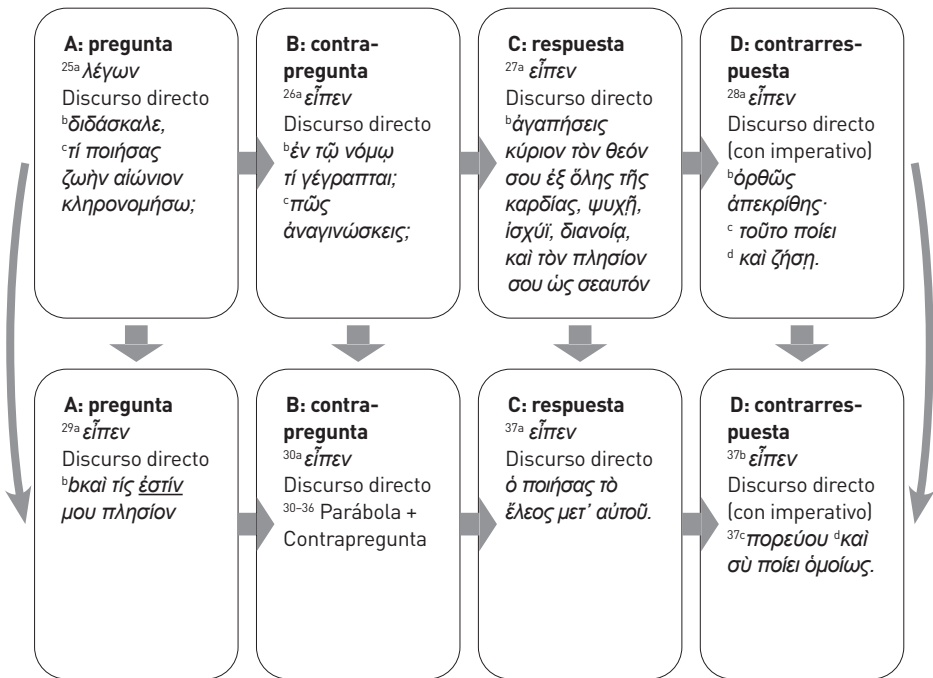 A: pregunta
25a λέγων
Discurso directo
bδιδάσκαλε,
cτί ποιήσας
ζωὴν αἰώνιον
κληρονομήσω;
B: contra-
pregunta
26a εἶπεν
Discurso directo
bἐν τῷ νόμῳ
τί γέγραπται;
cπῶς
ἀναγινώσκεις;
C: respuesta
27a εἶπεν
Discurso directo
bἀγαπήσεις
κύριον τὸν θεόν
σου ἐξ ὅλης τῆς
καρδίας, ψυχῇ,
ἰσχύϊ, διανοίᾳ,
καὶ τὸν πλησίον
σου ὡς σεαυτόν
D: contrarres-
puesta
28a εἶπεν
Discurso directo
(con imperativo)
bὀρθῶς
ἀπεκρίθης·
c τοῦτο ποίει
d καὶ ζήσῃ.
A: pregunta
29a εἶπεν
Discurso directo
bbκαὶ τίς ἐστίν
μου πλησίον
B: contra-
pregunta
30a εἶπεν
Discurso directo
30–36 Parábola +
Contrapregunta
C: respuesta
37a εἶπεν
Discurso directo
ὁ ποιήσας τὸ
ἔλεος μετ’ αὐτοῦ.
D: contrarres-
puesta
37b εἶπεν
Discurso directo
(con imperativo)
37cπορεύου dκαὶ
σὺ ποίει ὁμοίως.